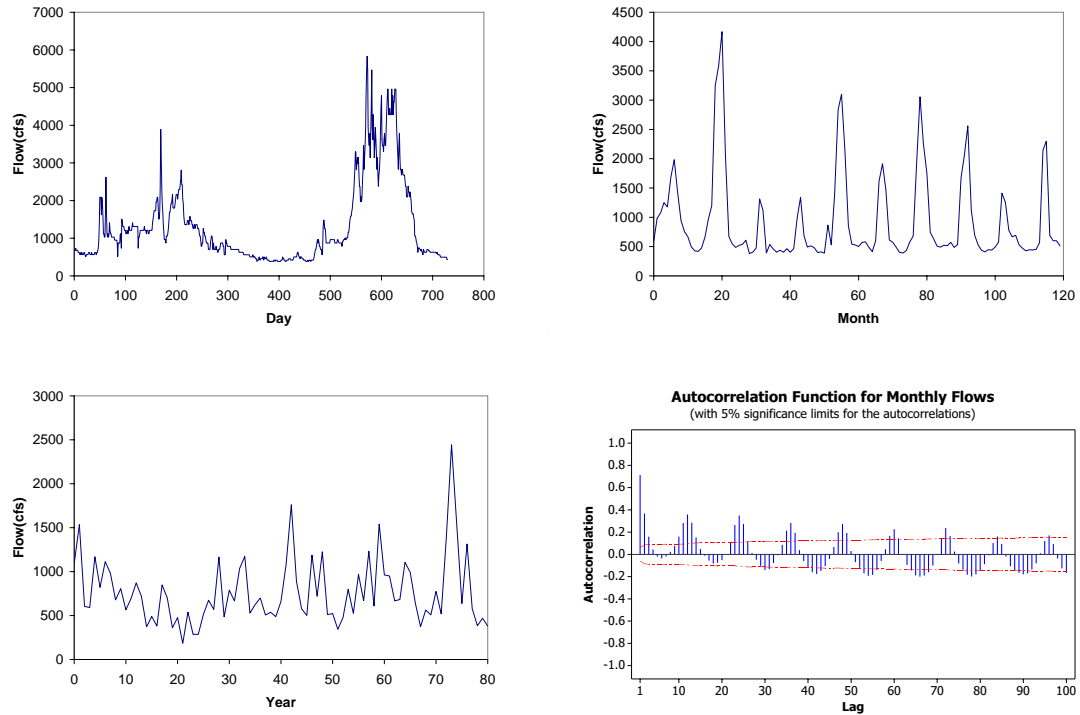 7000
6000
5000
4000
3000
2000
1000
0
Flow(cfs)
0 100 200 300 400 500 600 700 800
Day
4500
4000
3500
3000
2500
2000
1500
1000
500
0
Flow(cfs)
0 20 40 60 80 100 120
Month
3000
2500
2000
1500
1000
500
0
Flow(cfs)
0 10 20 30 40 50 60 70 80
Year
Autocorrelation Function for Monthly Flows
(with 5% significance limits for the autocorrelations)
1.0
0.8
0.6
0.4
0.2
0.0
-0.2
-0.4
-0.6
-0.8
-1.0
Autocorrelation
1 10 20 30 40 50 60 70 80 90 100
Lag